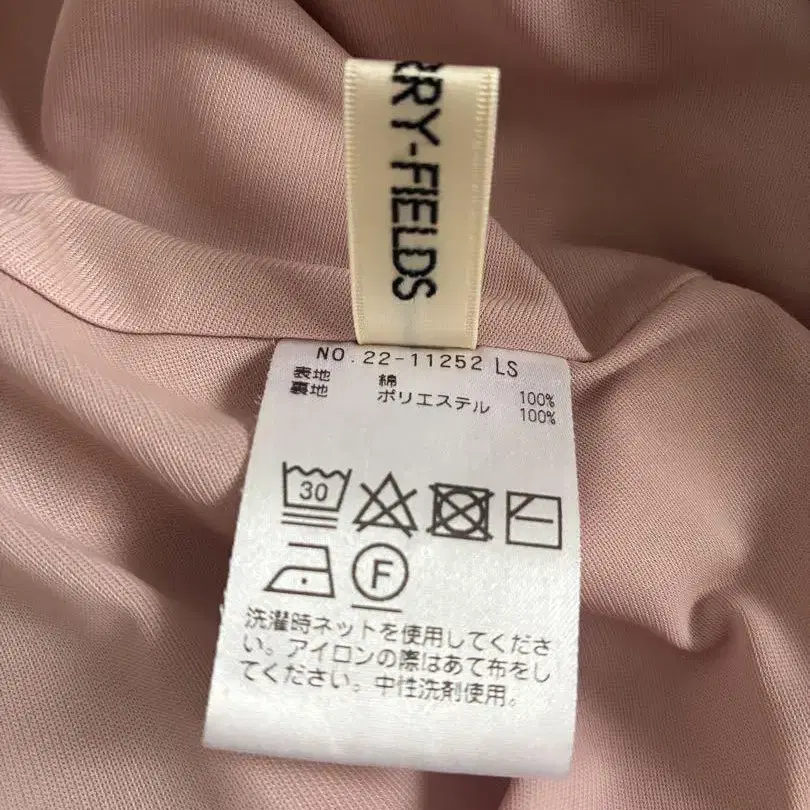 RRY-FIELDS
NO.22-11252 LS
表地 綿 100%
裏地 ポリエステル 100%
30
F
洗濯時ネットを使用してくださ
い。アイロンの際はあて布をし
てください。中性洗剤使用。